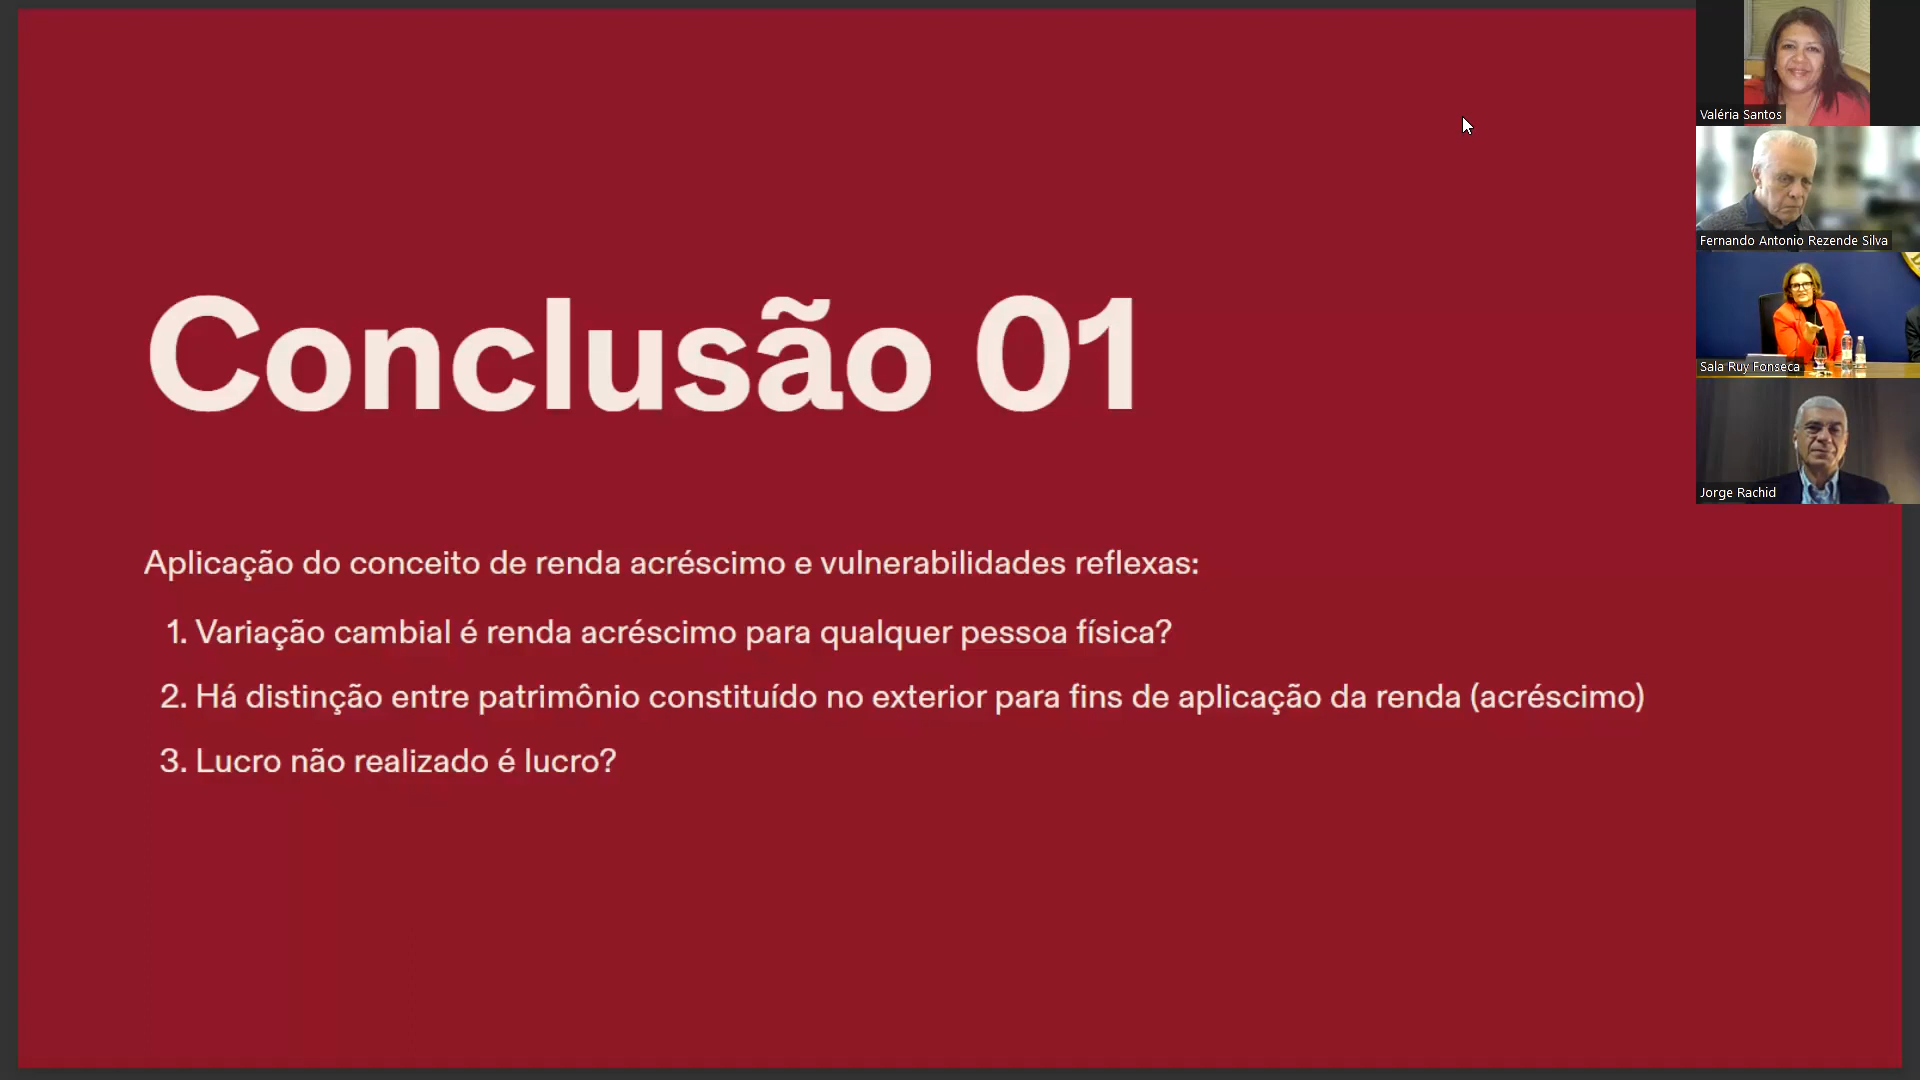 Conclusão 01
Aplicação do conceito de renda acréscimo e vulnerabilidades reflexas:
1. Variação cambial é renda acréscimo para qualquer pessoa física?
2. Há distinção entre patrimônio constituído no exterior para fins de aplicação da renda (acréscimo)
3. Lucro não realizado é lucro?
Valéria Santos
Fernando Antonio Rezende Silva
Sala Ruy Fonseca
Jorge Rachid